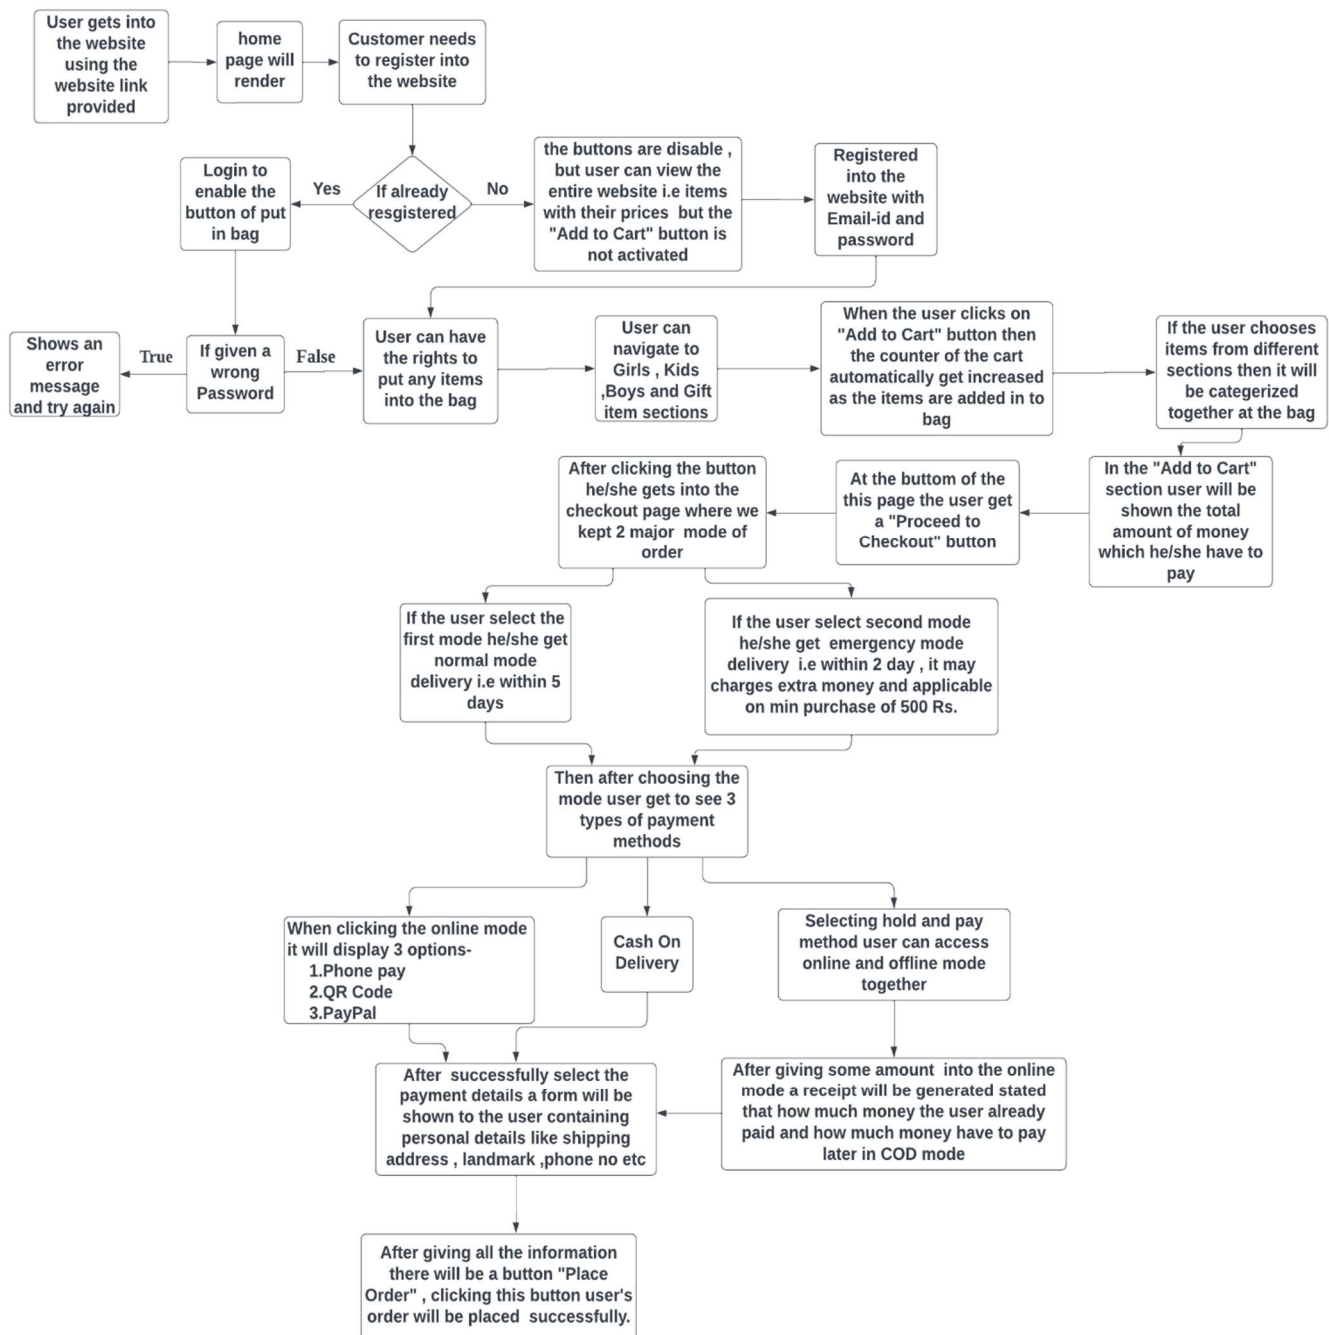 User gets into
the website
using the
website link
provided
home
page will
render
Customer needs
to register into
the website
If already
resgistered
Yes
No
Login to
enable the
button of put
in bag
the buttons are disable ,
but user can view the
entire website i.e items
with their prices but the
"Add to Cart" button is
not activated
Registered
into the
website with
Email-id and
password
If given a
wrong
Password
True
False
Shows an
error
message
and try again
User can have
the rights to
put any items
into the bag
User can
navigate to
Girls , Kids
,Boys and Gift
item sections
When the user clicks on
"Add to Cart" button then
the counter of the cart
automatically get increased
as the items are added in to
bag
If the user chooses
items from different
sections then it will
be categerized
together at the bag
In the "Add to Cart"
section user will be
shown the total
amount of money
which he/she have to
pay
At the buttom of the
this page the user get
a "Proceed to
Checkout" button
After clicking the button
he/she gets into the
checkout page where we
kept 2 major mode of
order
If the user select the
first mode he/she get
normal mode
delivery i.e within 5
days
If the user select second mode
he/she get emergency mode
delivery i.e within 2 day , it may
charges extra money and applicable
on min purchase of 500 Rs.
Then after choosing the
mode user get to see 3
types of payment
methods
When clicking the online mode
it will display 3 options-
1.Phone pay
2.QR Code
3.PayPal
Cash On
Delivery
Selecting hold and pay
method user can access
online and offline mode
together
After giving some amount into the online
mode a receipt will be generated stated
that how much money the user already
paid and how much money have to pay
later in COD mode
After successfully select the
payment details a form will be
shown to the user containing
personal details like shipping
address , landmark ,phone no etc
After giving all the information
there will be a button "Place
Order" , clicking this button user's
order will be placed successfully.